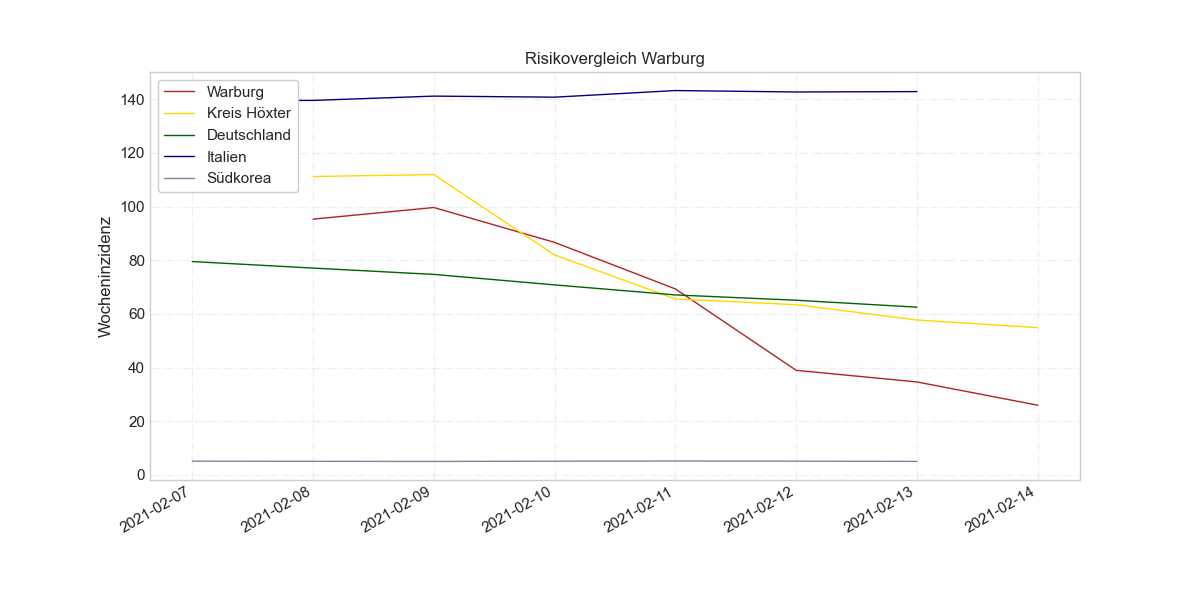 Risikovergleich Warburg
Warburg
Kreis Höxter
Deutschland
Italien
Südkorea
Wocheninzidenz
140
120
100
80
60
40
20
0
2021-02-07
2021-02-08
2021-02-09
2021-02-10
2021-02-11
2021-02-12
2021-02-13
2021-02-14